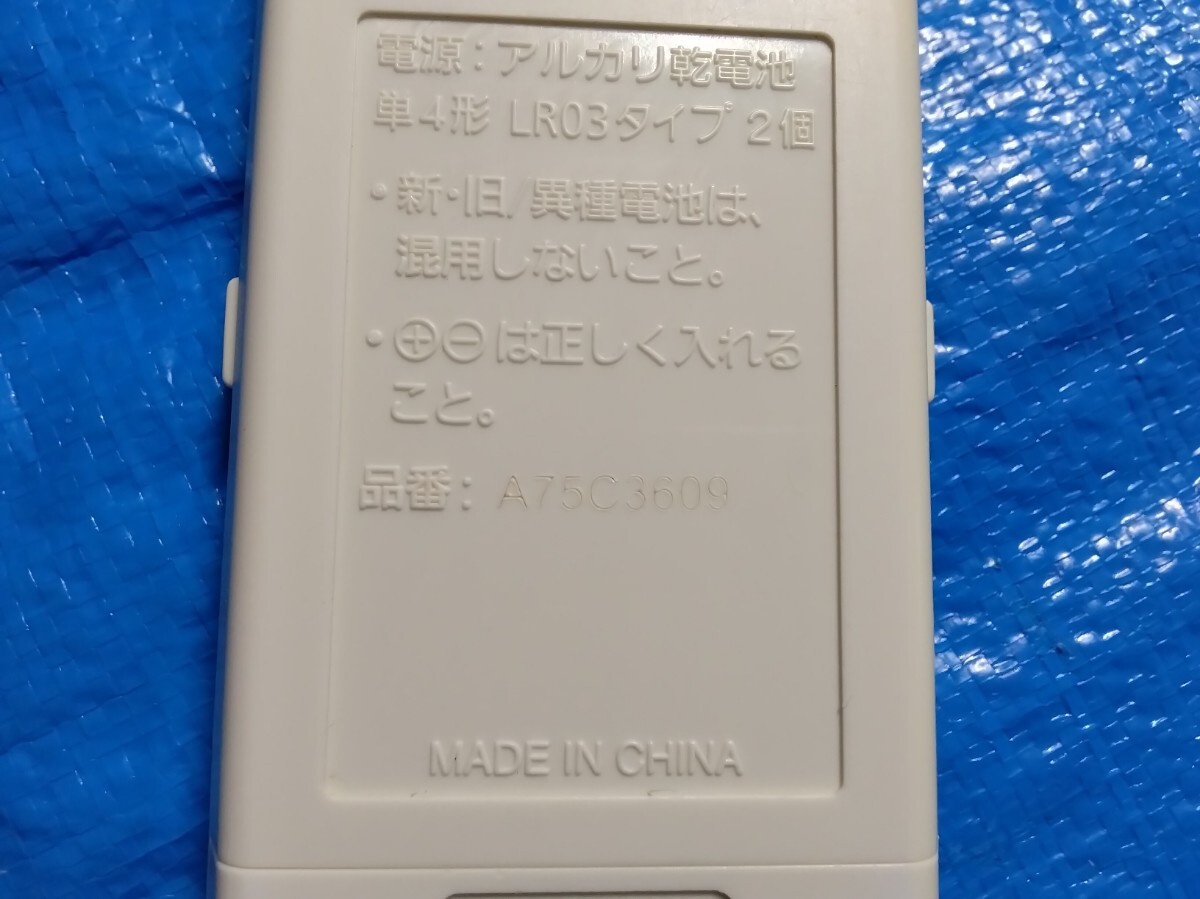 電源：アルカリ乾電池
単4形 LR03タイプ 2個
・新・旧/異種電池は、
混用しないこと。
・⊕⊖は正しく入れる
こと。
品番：A75C3609
MADE IN CHINA